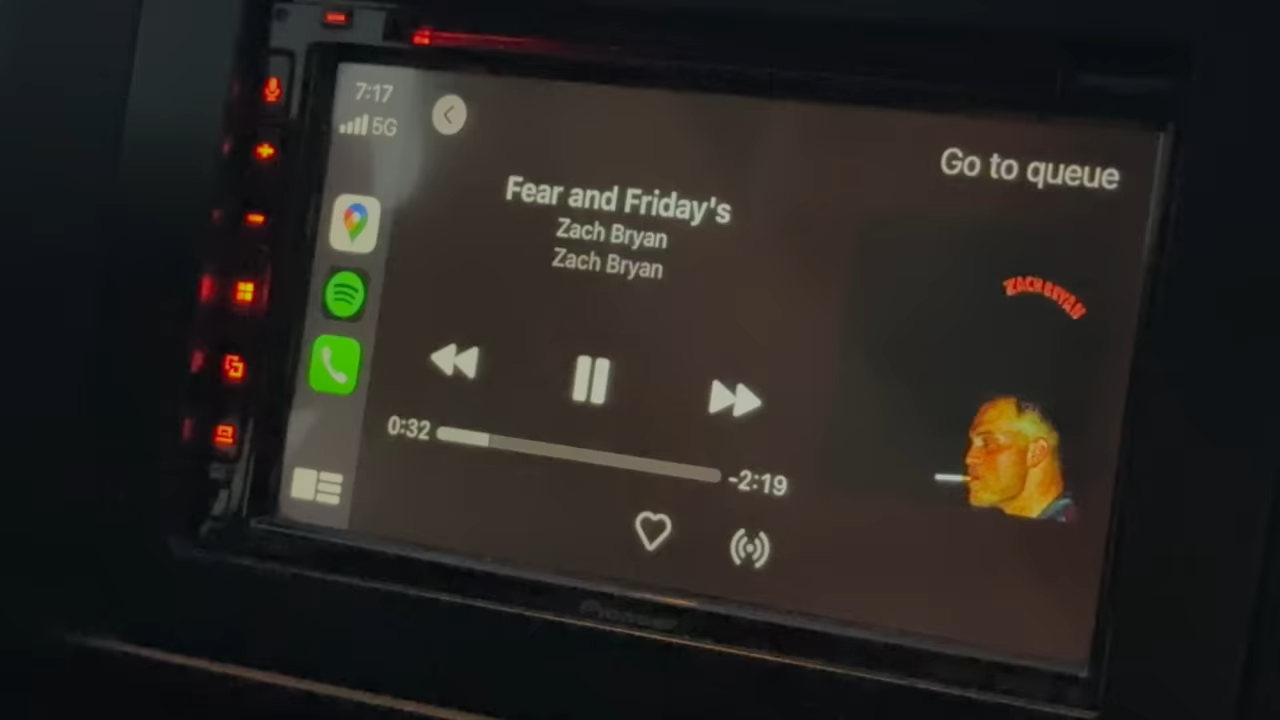 7:17
5G
Go to queue
Fear and Friday's
Zach Bryan
Zach Bryan
ZACH BRYAN
0:32
-2:19
Pioneer